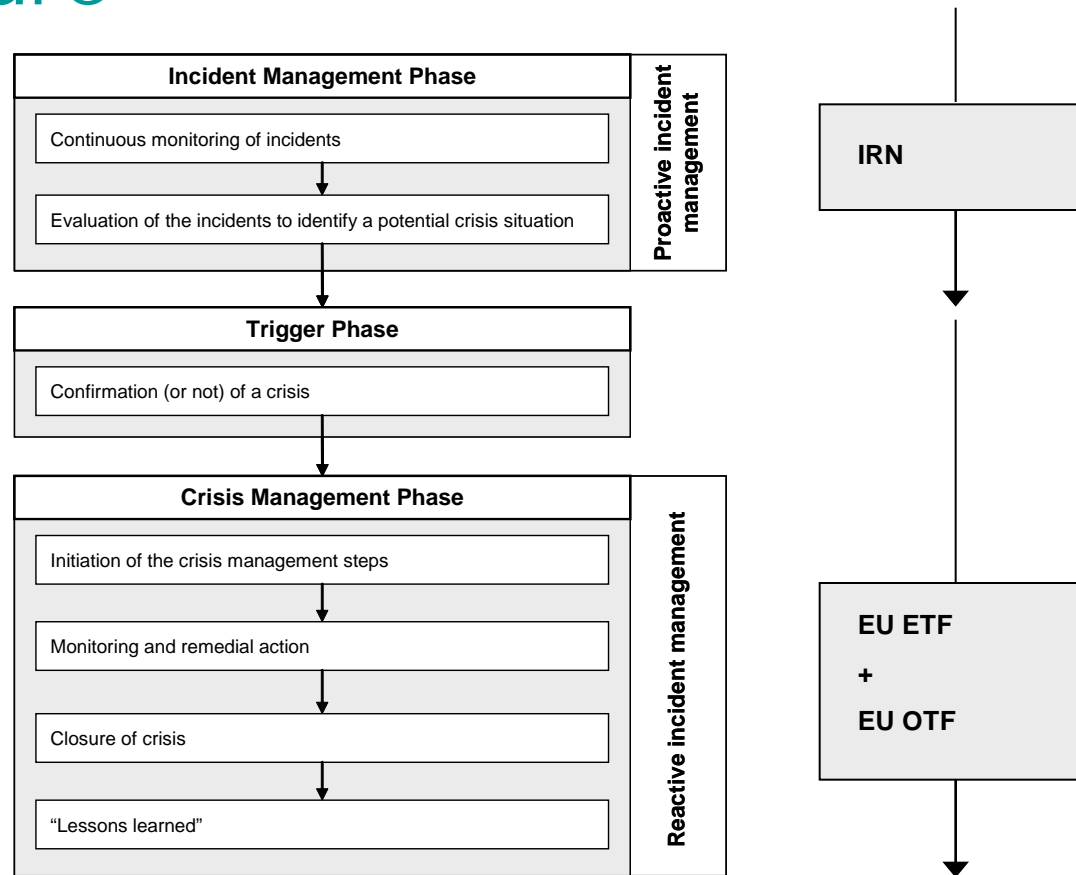 Incident Management Phase
Continuous monitoring of incidents
Evaluation of the incidents to identify a potential crisis situation
Proactive incident
management
IRN
Trigger Phase
Confirmation (or not) of a crisis
Crisis Management Phase
Initiation of the crisis management steps
Monitoring and remedial action
Closure of crisis
“Lessons learned”
Reactive incident management
EU ETF
+
EU OTF